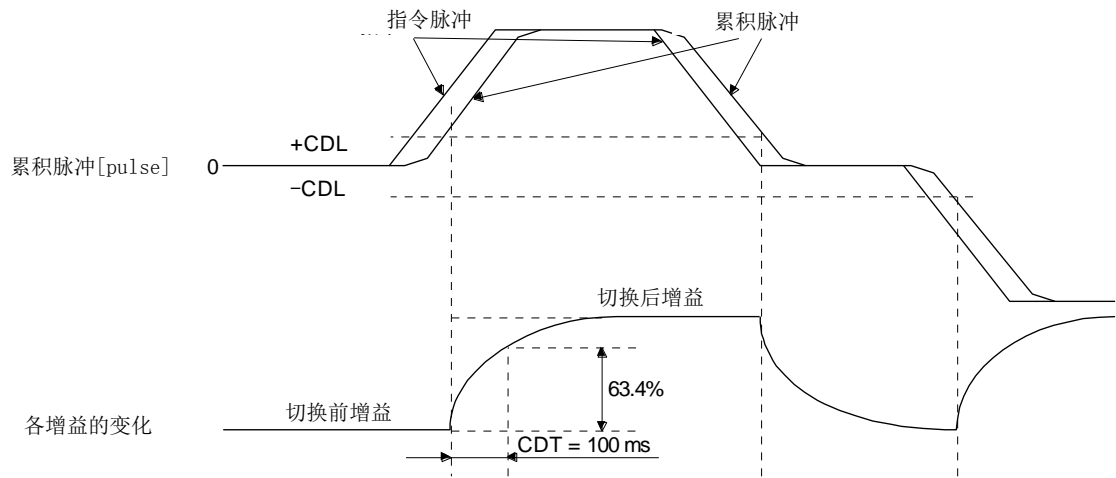 指令脉冲
累积脉冲
+CDL
累积脉冲[pulse]
0
-CDL
切换后增益
63.4%
各增益的变化
切换前增益
CDT = 100 ms